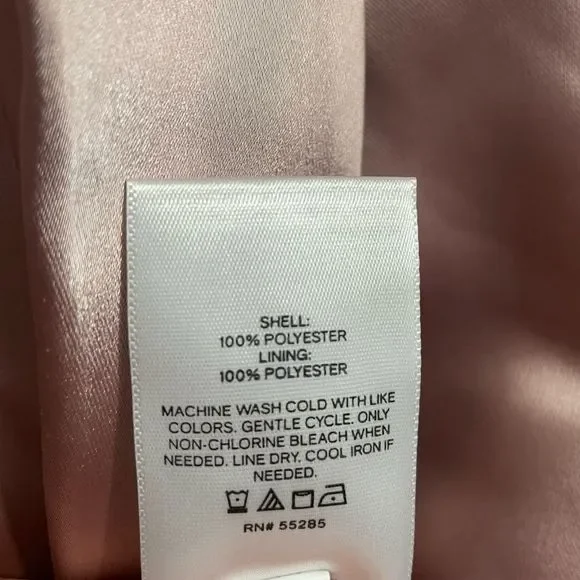 SHELL:
100% POLYESTER
LINING:
100% POLYESTER
MACHINE WASH COLD WITH LIKE
COLORS. GENTLE CYCLE. ONLY
NON-CHLORINE BLEACH WHEN
NEEDED. LINE DRY. COOL IRON IF
NEEDED.
RN# 55285